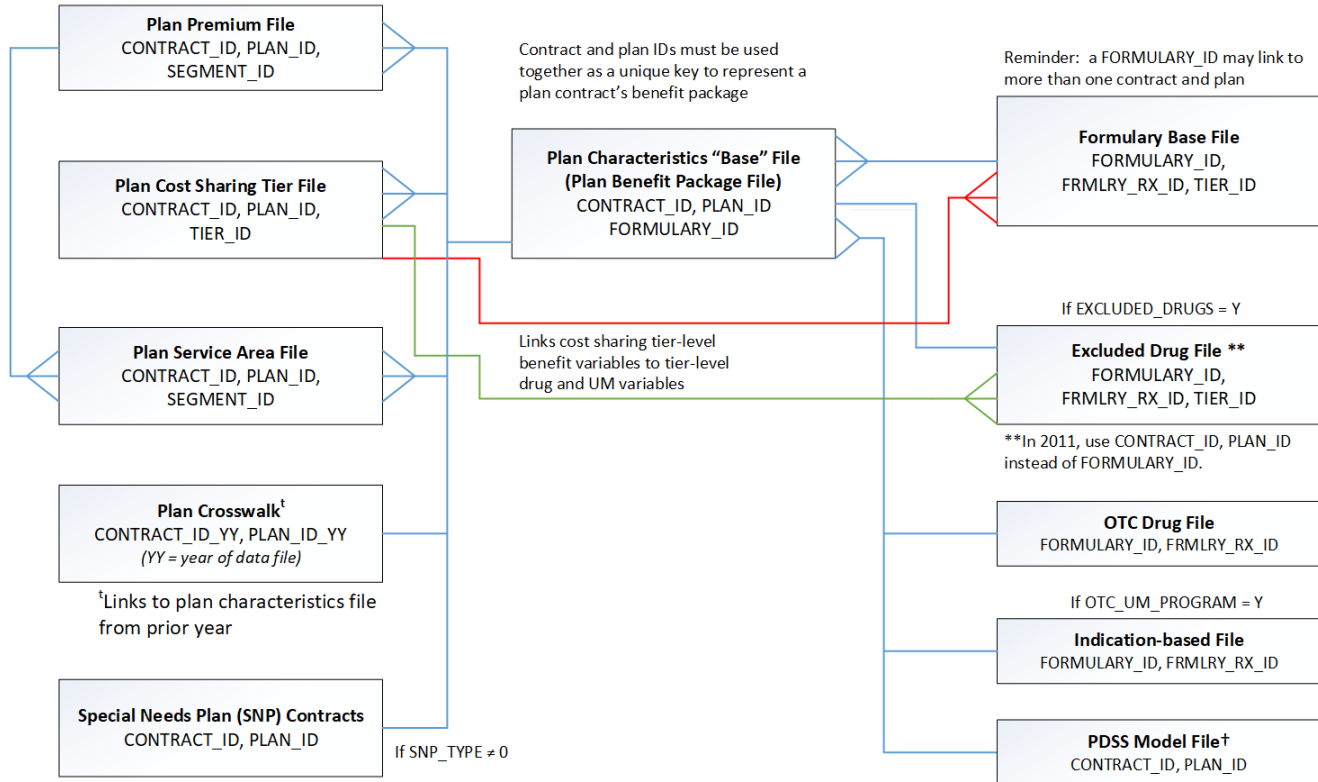 Plan Premium File
CONTRACT_ID, PLAN_ID,
SEGMENT_ID
Plan Cost Sharing Tier File
CONTRACT_ID, PLAN_ID,
TIER_ID
Plan Service Area File
CONTRACT_ID, PLAN_ID,
SEGMENT_ID
Plan Crosswalkᵗ
CONTRACT_ID_YY, PLAN_ID_YY
(YY = year of data file)
ᵗLinks to plan characteristics file
from prior year
Special Needs Plan (SNP) Contracts
CONTRACT_ID, PLAN_ID
If SNP_TYPE ≠ 0
Contract and plan IDs must be used
together as a unique key to represent a
plan contract’s benefit package
Plan Characteristics “Base” File
(Plan Benefit Package File)
CONTRACT_ID, PLAN_ID
FORMULARY_ID
Links cost sharing tier-level
benefit variables to tier-level
drug and UM variables
Reminder:  a FORMULARY_ID may link to
more than one contract and plan
Formulary Base File
FORMULARY_ID,
FRMLRY_RX_ID, TIER_ID
If EXCLUDED_DRUGS = Y
Excluded Drug File **
FORMULARY_ID,
FRMLRY_RX_ID, TIER_ID
**In 2011, use CONTRACT_ID, PLAN_ID
instead of FORMULARY_ID.
OTC Drug File
FORMULARY_ID, FRMLRY_RX_ID
If OTC_UM_PROGRAM = Y
Indication-based File
FORMULARY_ID, FRMLRY_RX_ID
PDSS Model File†
CONTRACT_ID, PLAN_ID